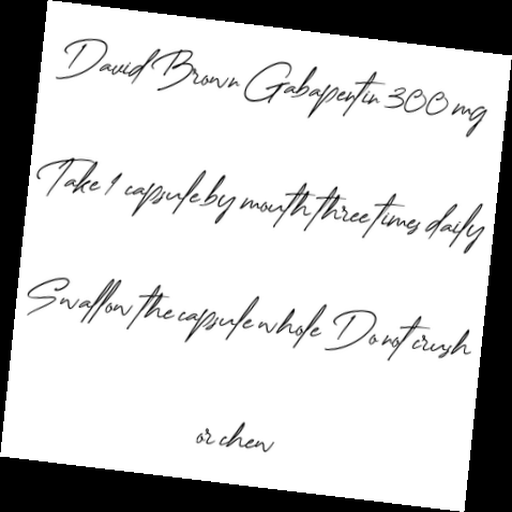 David Brown Gabapentin 300 mg
Take 1 capsule by mouth three times daily
Swallow the capsule whole Do not crush
or chew